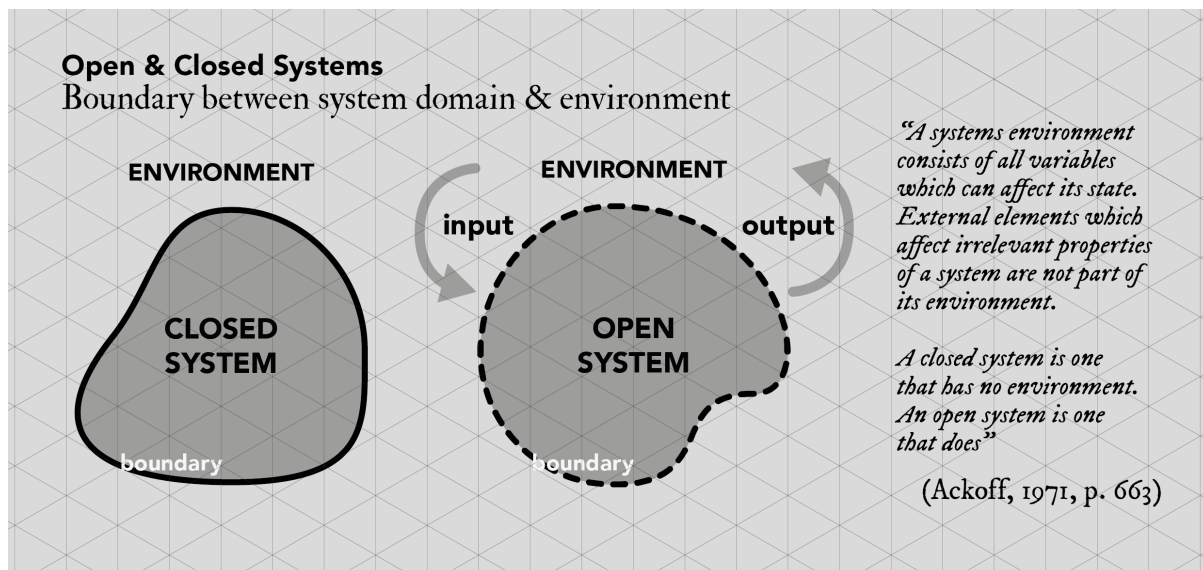 Open & Closed Systems
Boundary between system domain & environment
ENVIRONMENT
CLOSED
SYSTEM
boundary
ENVIRONMENT
input
output
OPEN
SYSTEM
boundary
“A systems environment
consists of all variables
which can affect its state.
External elements which
affect irrelevant properties
of a system are not part of
its environment.
A closed system is one
that has no environment.
An open system is one
that does”
(Ackoff, 1971, p. 663)